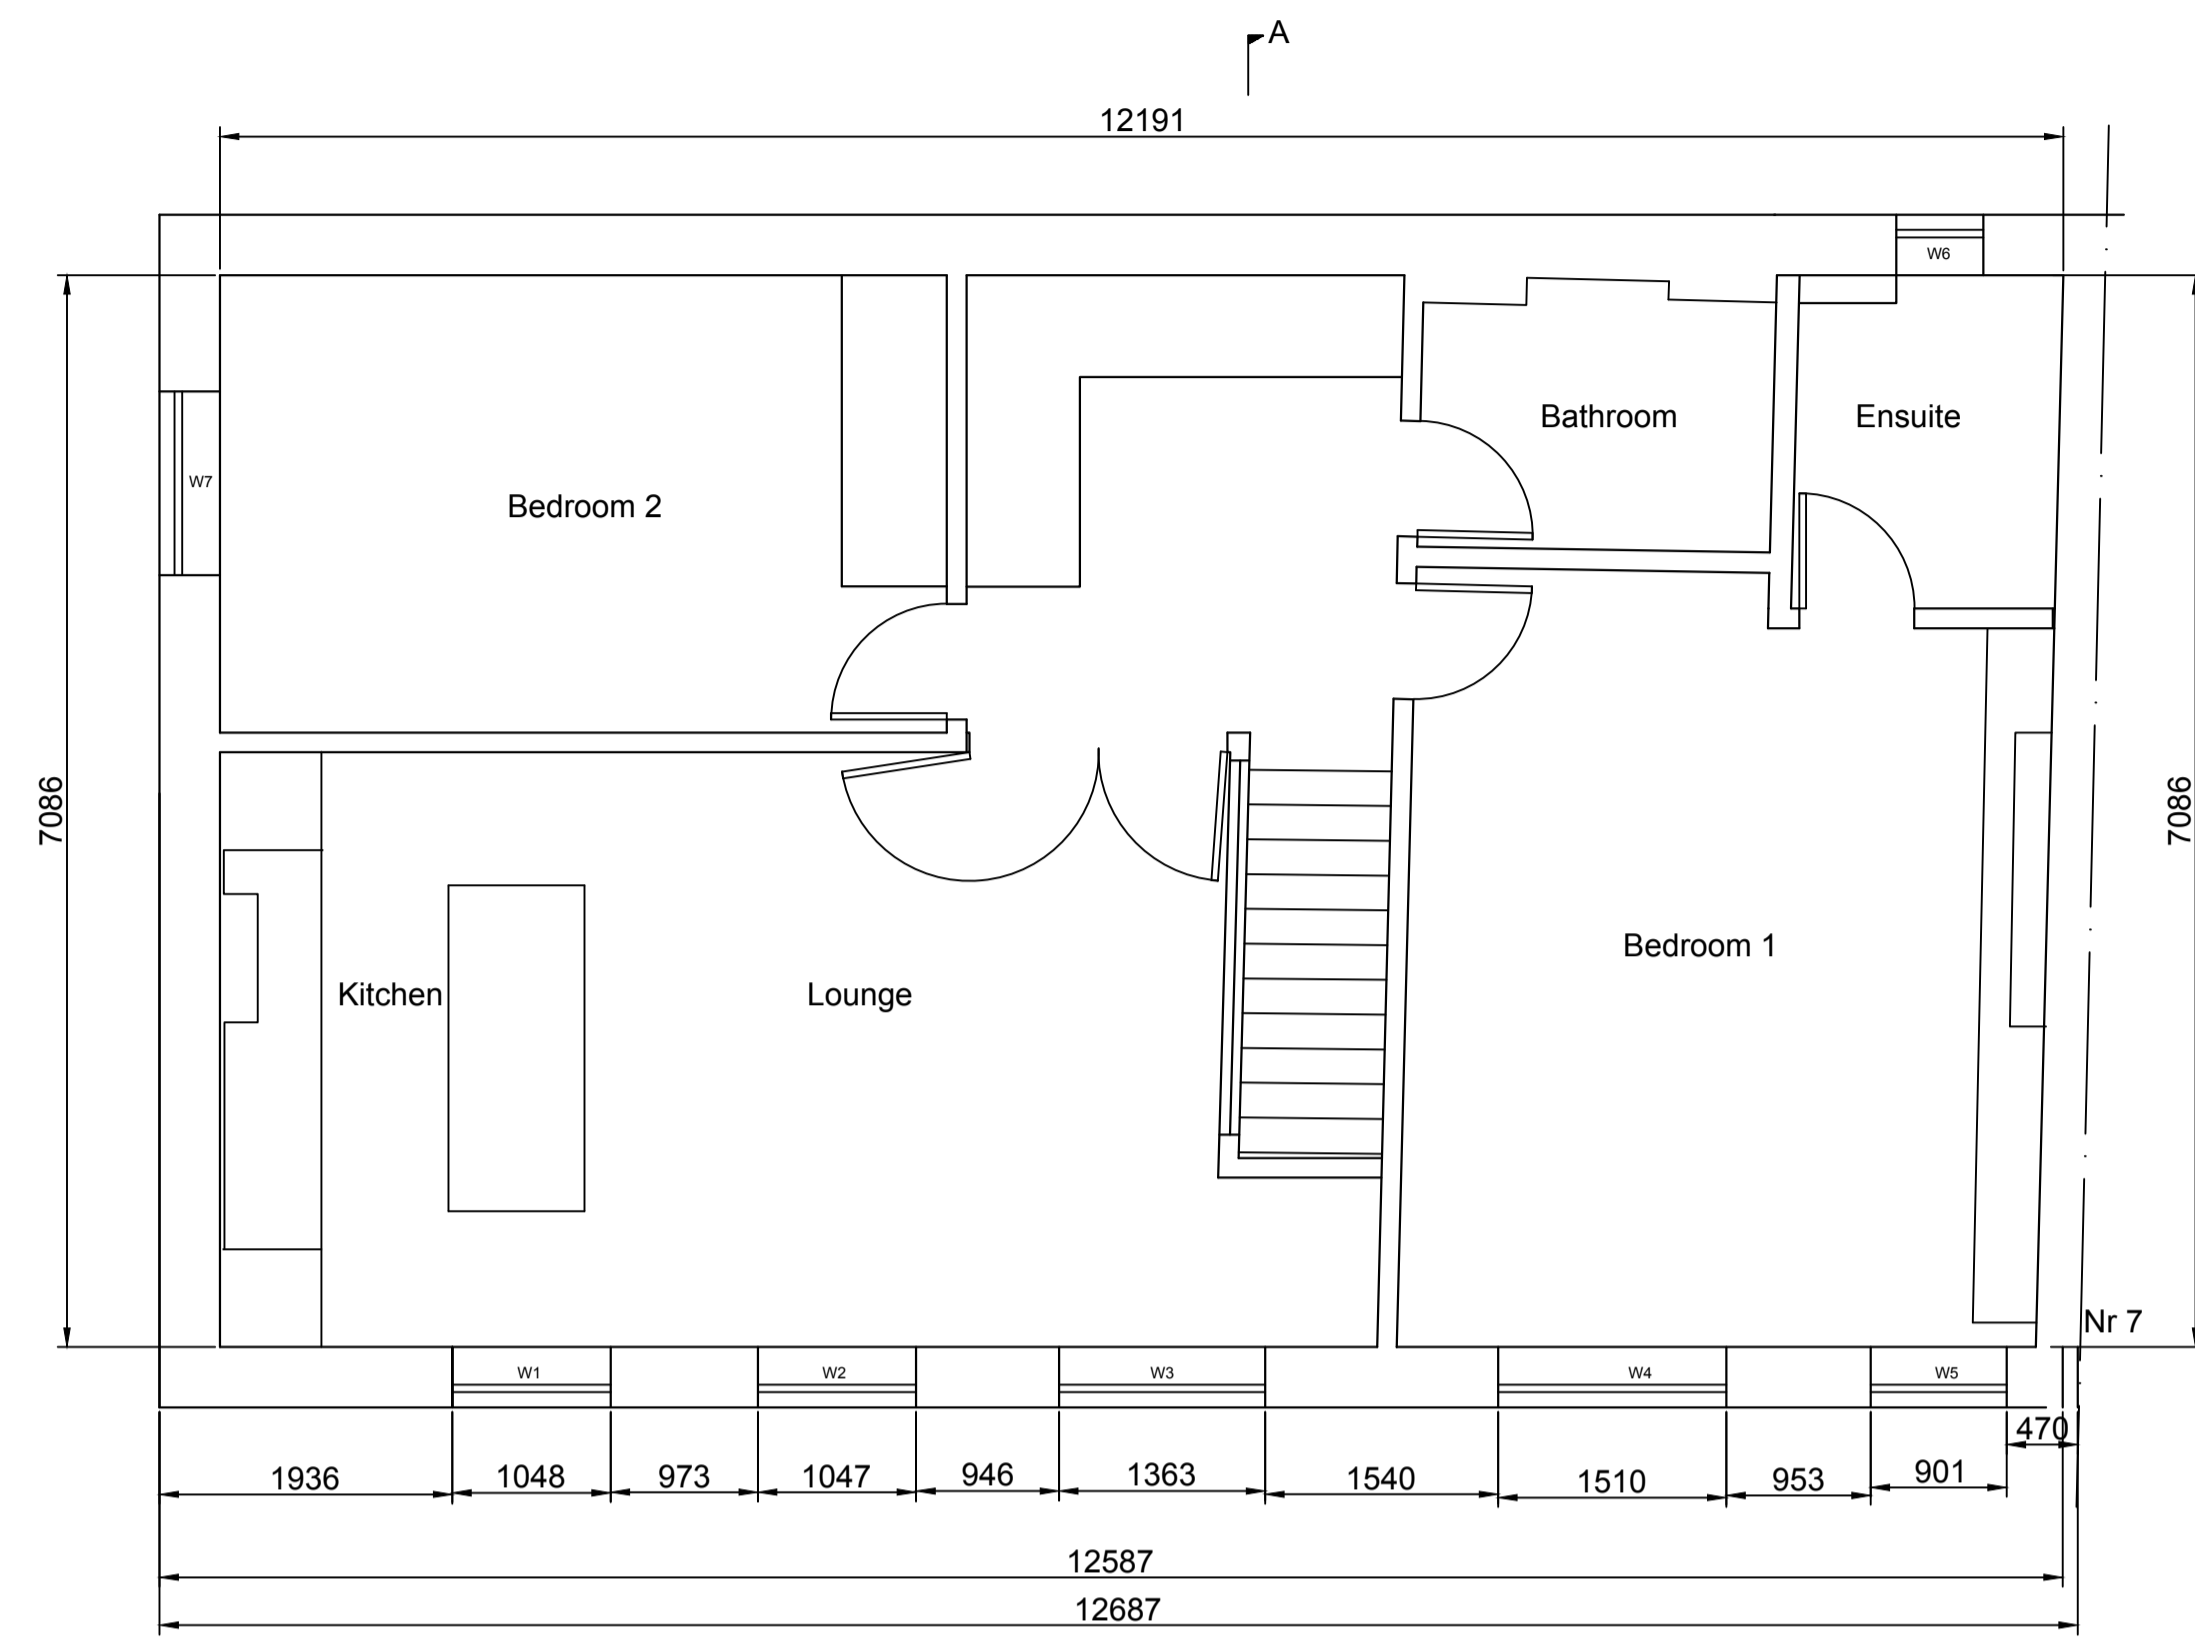 A
12191
W6
Bathroom
Ensuite
W7
Bedroom 2
7086
7086
Bedroom 1
Kitchen
Lounge
Nr 7
W1
W2
W3
W4
W5
470
1936
1048
973
1047
946
1363
1540
1510
953
901
12587
12687